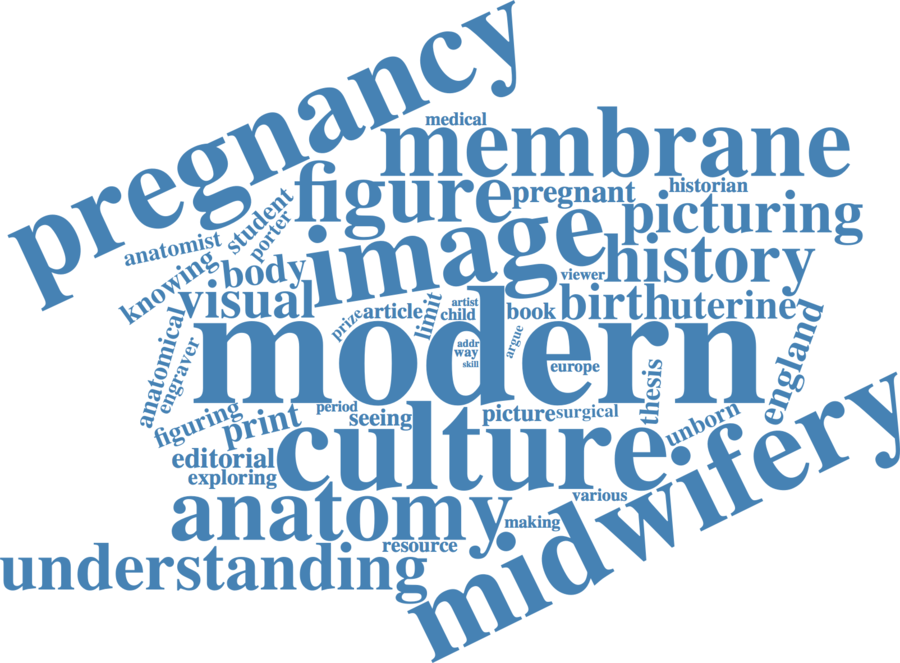 pregnancy
medical
membrane
figure
pregnant
historian
picturing
student
porter
anatomist
image
history
knowing
body
viewer
visual
birth
uterine
prize
article
limit
artist
child
book
modern
addr
way
skill
argue
europe
anatomical
engraver
england
thesis
figuring
print
period
seeing
picture
surgical
unborn
culture
editorial
exploring
midwifery
anatomy
various
making
resource
understanding